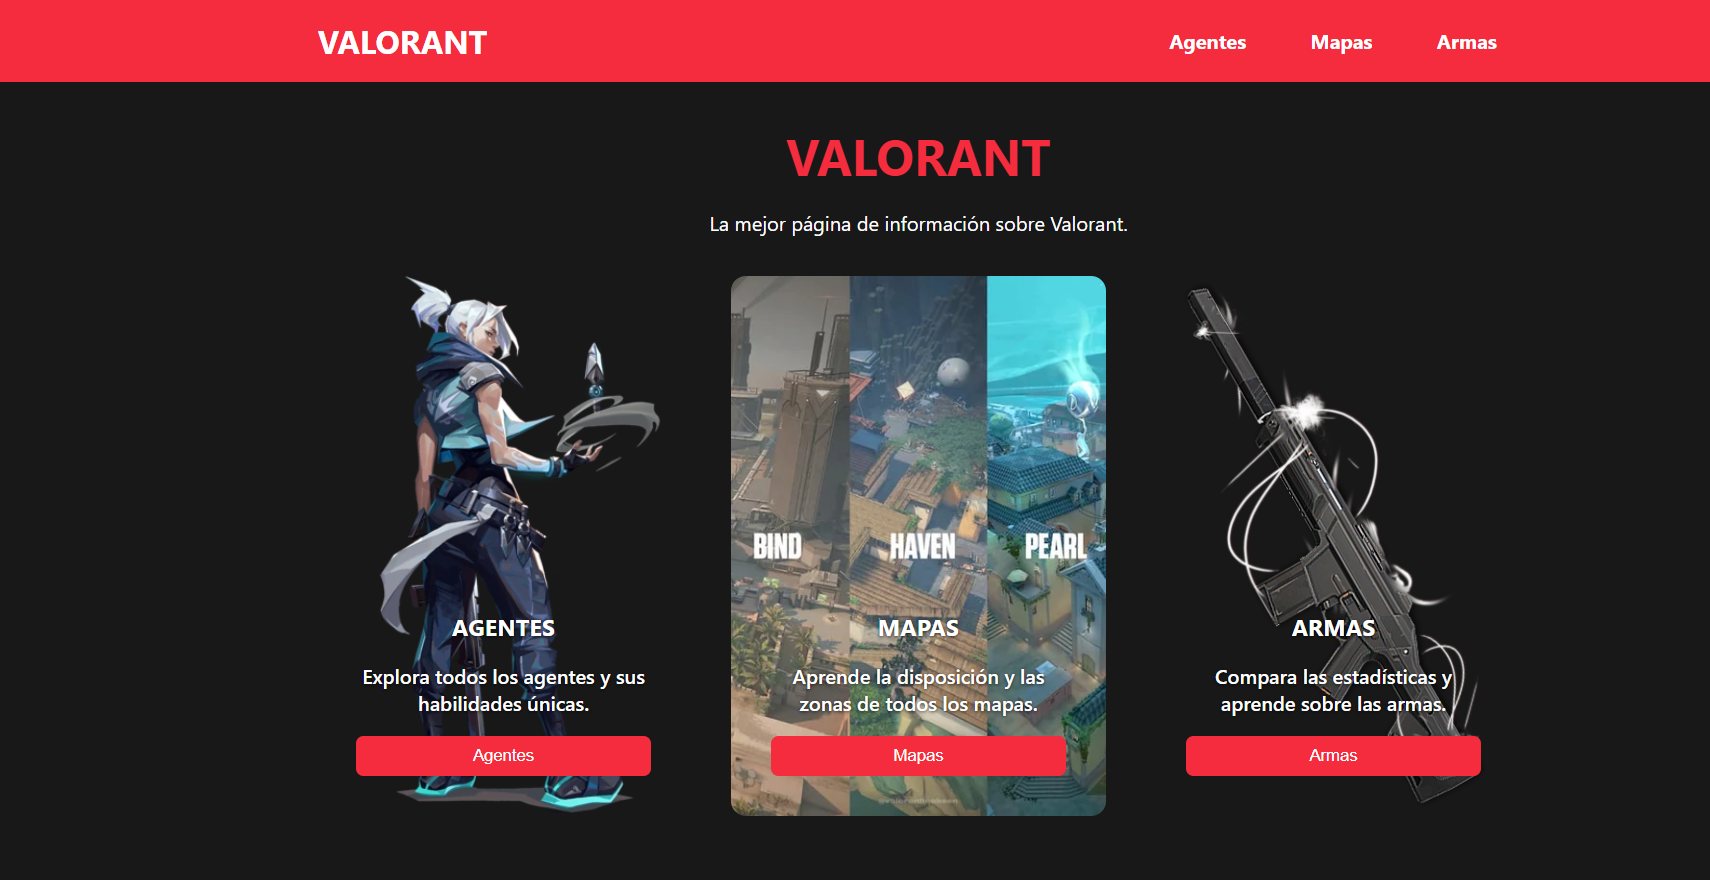 VALORANT
Agentes
Mapas
Armas
VALORANT
La mejor página de información sobre Valorant.
BIND
HAVEN
PEARL
AGENTES
Explora todos los agentes y sus
habilidades únicas.
Agentes
MAPAS
Aprende la disposición y las
zonas de todos los mapas.
Mapas
ARMAS
Compara las estadísticas y
aprende sobre las armas.
Armas